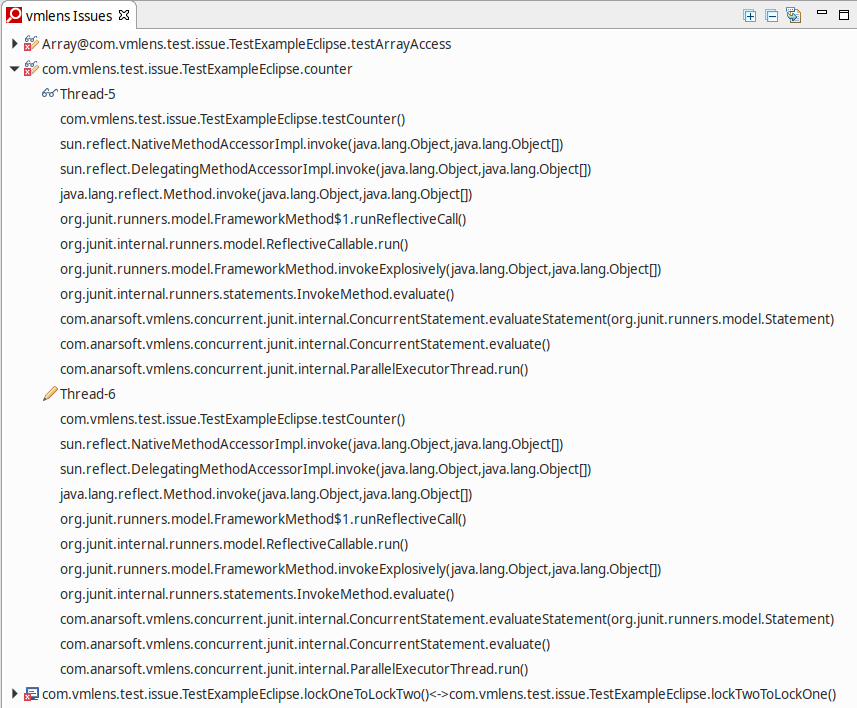 vmlens Issues
Array@com.vmlens.test.issue.TestExampleEclipse.testArrayAccess
com.vmlens.test.issue.TestExampleEclipse.counter
Thread-5
com.vmlens.test.issue.TestExampleEclipse.testCounter()
sun.reflect.NativeMethodAccessorImpl.invoke(java.lang.Object,java.lang.Object[])
sun.reflect.DelegatingMethodAccessorImpl.invoke(java.lang.Object,java.lang.Object[])
java.lang.reflect.Method.invoke(java.lang.Object,java.lang.Object[])
org.junit.runners.model.FrameworkMethod$1.runReflectiveCall()
org.junit.internal.runners.model.ReflectiveCallable.run()
org.junit.runners.model.FrameworkMethod.invokeExplosively(java.lang.Object,java.lang.Object[])
org.junit.internal.runners.statements.InvokeMethod.evaluate()
com.anarsoft.vmlens.concurrent.junit.internal.ConcurrentStatement.evaluateStatement(org.junit.runners.model.Statement)
com.anarsoft.vmlens.concurrent.junit.internal.ConcurrentStatement.evaluate()
com.anarsoft.vmlens.concurrent.junit.internal.ParallelExecutorThread.run()
Thread-6
com.vmlens.test.issue.TestExampleEclipse.testCounter()
sun.reflect.NativeMethodAccessorImpl.invoke(java.lang.Object,java.lang.Object[])
sun.reflect.DelegatingMethodAccessorImpl.invoke(java.lang.Object,java.lang.Object[])
java.lang.reflect.Method.invoke(java.lang.Object,java.lang.Object[])
org.junit.runners.model.FrameworkMethod$1.runReflectiveCall()
org.junit.internal.runners.model.ReflectiveCallable.run()
org.junit.runners.model.FrameworkMethod.invokeExplosively(java.lang.Object,java.lang.Object[])
org.junit.internal.runners.statements.InvokeMethod.evaluate()
com.anarsoft.vmlens.concurrent.junit.internal.ConcurrentStatement.evaluateStatement(org.junit.runners.model.Statement)
com.anarsoft.vmlens.concurrent.junit.internal.ConcurrentStatement.evaluate()
com.anarsoft.vmlens.concurrent.junit.internal.ParallelExecutorThread.run()
com.vmlens.test.issue.TestExampleEclipse.lockOneToLockTwo()<->com.vmlens.test.issue.TestExampleEclipse.lockTwoToLockOne()